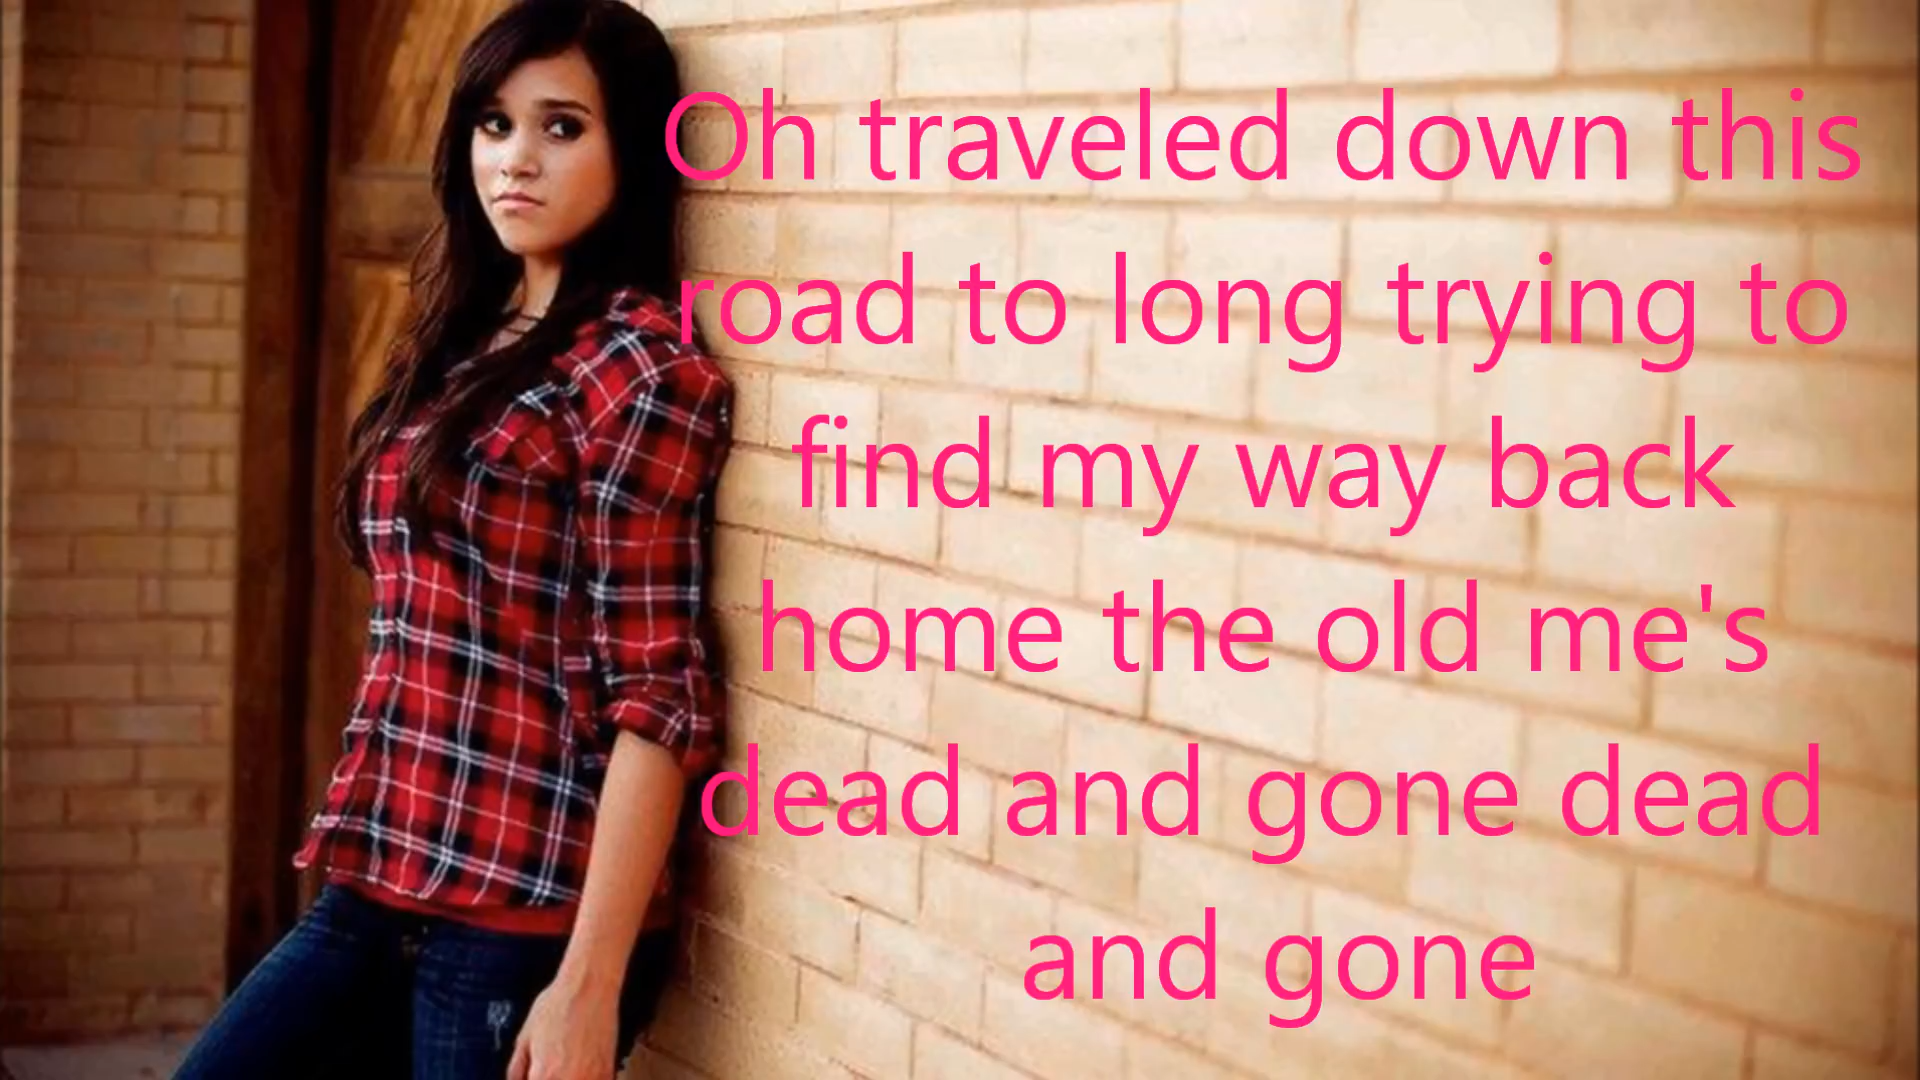 Oh traveled down this
road to long trying to
find my way back
home the old me's
dead and gone dead
and gone